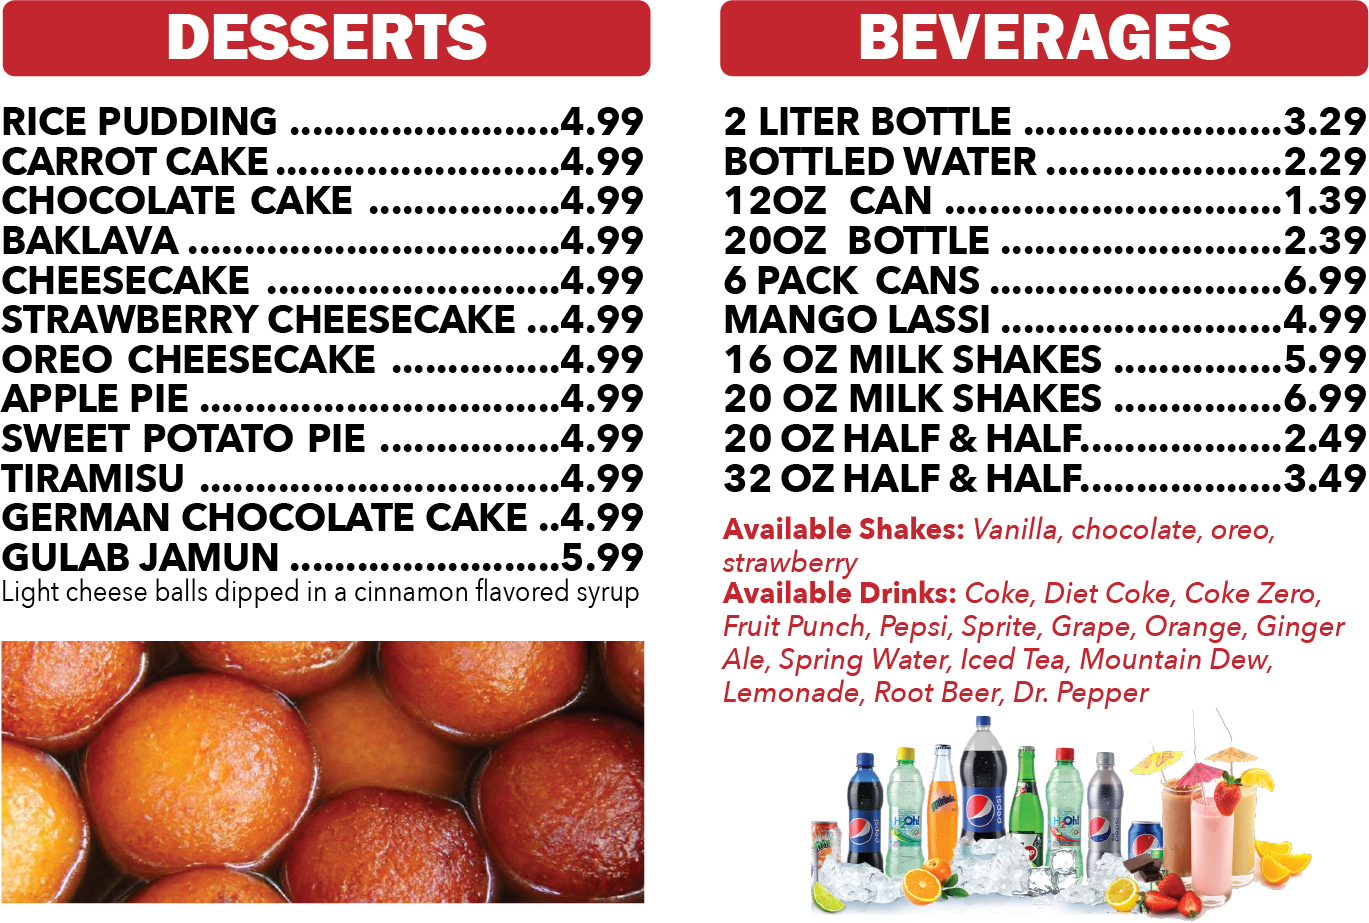 DESSERTS
RICE PUDDING ........................4.99
CARROT CAKE.........................4.99
CHOCOLATE CAKE .................4.99
BAKLAVA .................................4.99
CHEESECAKE ..........................4.99
STRAWBERRY CHEESECAKE ...4.99
OREO CHEESECAKE ...............4.99
APPLE PIE ................................4.99
SWEET POTATO PIE ................4.99
TIRAMISU ................................4.99
GERMAN CHOCOLATE CAKE ..4.99
GULAB JAMUN ........................5.99
Light cheese balls dipped in a cinnamon flavored syrup
BEVERAGES
2 LITER BOTTLE .......................3.29
BOTTLED WATER .....................2.29
12OZ CAN ..............................1.39
20OZ BOTTLE .........................2.39
6 PACK CANS ..........................6.99
MANGO LASSI .........................4.99
16 OZ MILK SHAKES ...............5.99
20 OZ MILK SHAKES ...............6.99
20 OZ HALF & HALF..................2.49
32 OZ HALF & HALF..................3.49
Available Shakes: Vanilla, chocolate, oreo,
strawberry
Available Drinks: Coke, Diet Coke, Coke Zero,
Fruit Punch, Pepsi, Sprite, Grape, Orange, Ginger
Ale, Spring Water, Iced Tea, Mountain Dew,
Lemonade, Root Beer, Dr. Pepper
pepsi
pepsi
H2Oh!
Mirinda
H2Oh!
pepsi